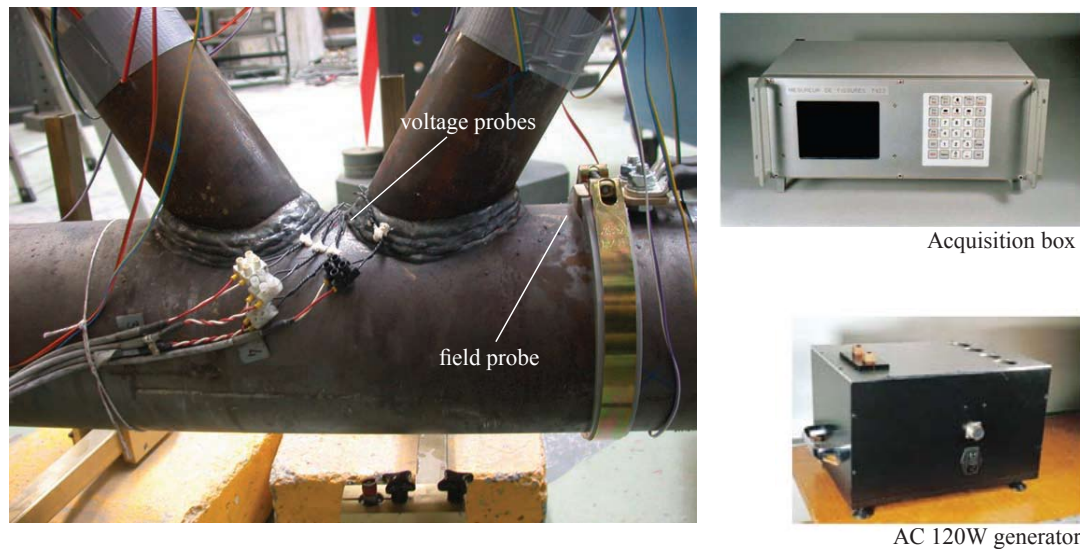 voltage probes
field probe
MESUREUR DE FISSURES
Acquisition box
AC 120W generator